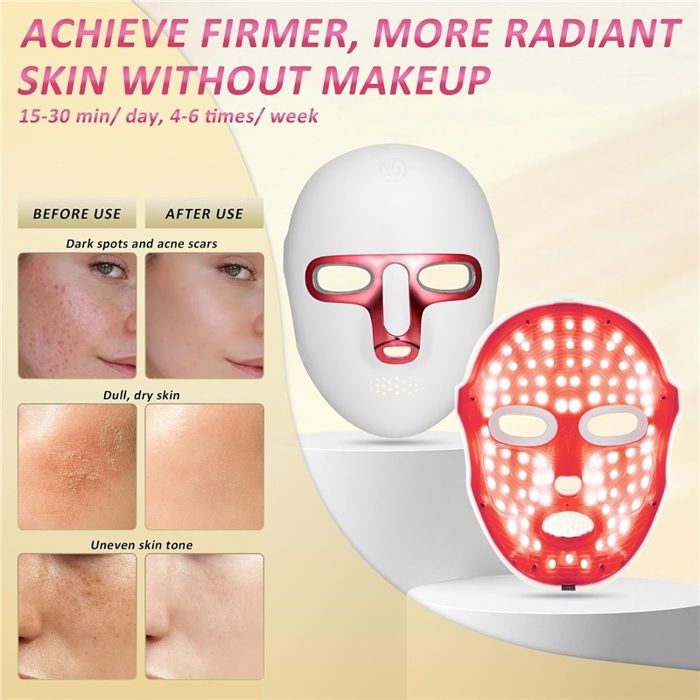 ACHIEVE FIRMER, MORE RADIANT
SKIN WITHOUT MAKEUP
15-30 min/ day, 4-6 times/ week
BEFORE USE
AFTER USE
Dark spots and acne scars
Dull, dry skin
Uneven skin tone